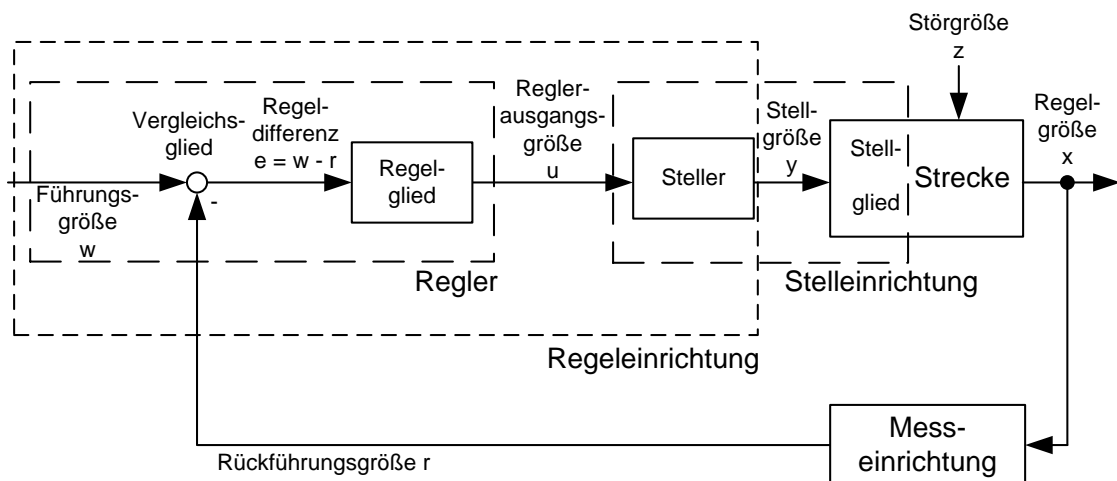 Störgröße
z
Vergleichs-
glied
Regel-
differenz
e = w - r
Regler-
ausgangs-
größe
u
Stell-
größe
y
Regel-
größe
x
Führungs-
größe
w
-
Regel-
glied
Steller
Stell-
glied
Strecke
Regler
Stelleinrichtung
Regeleinrichtung
Rückführungsgröße r
Mess-
einrichtung